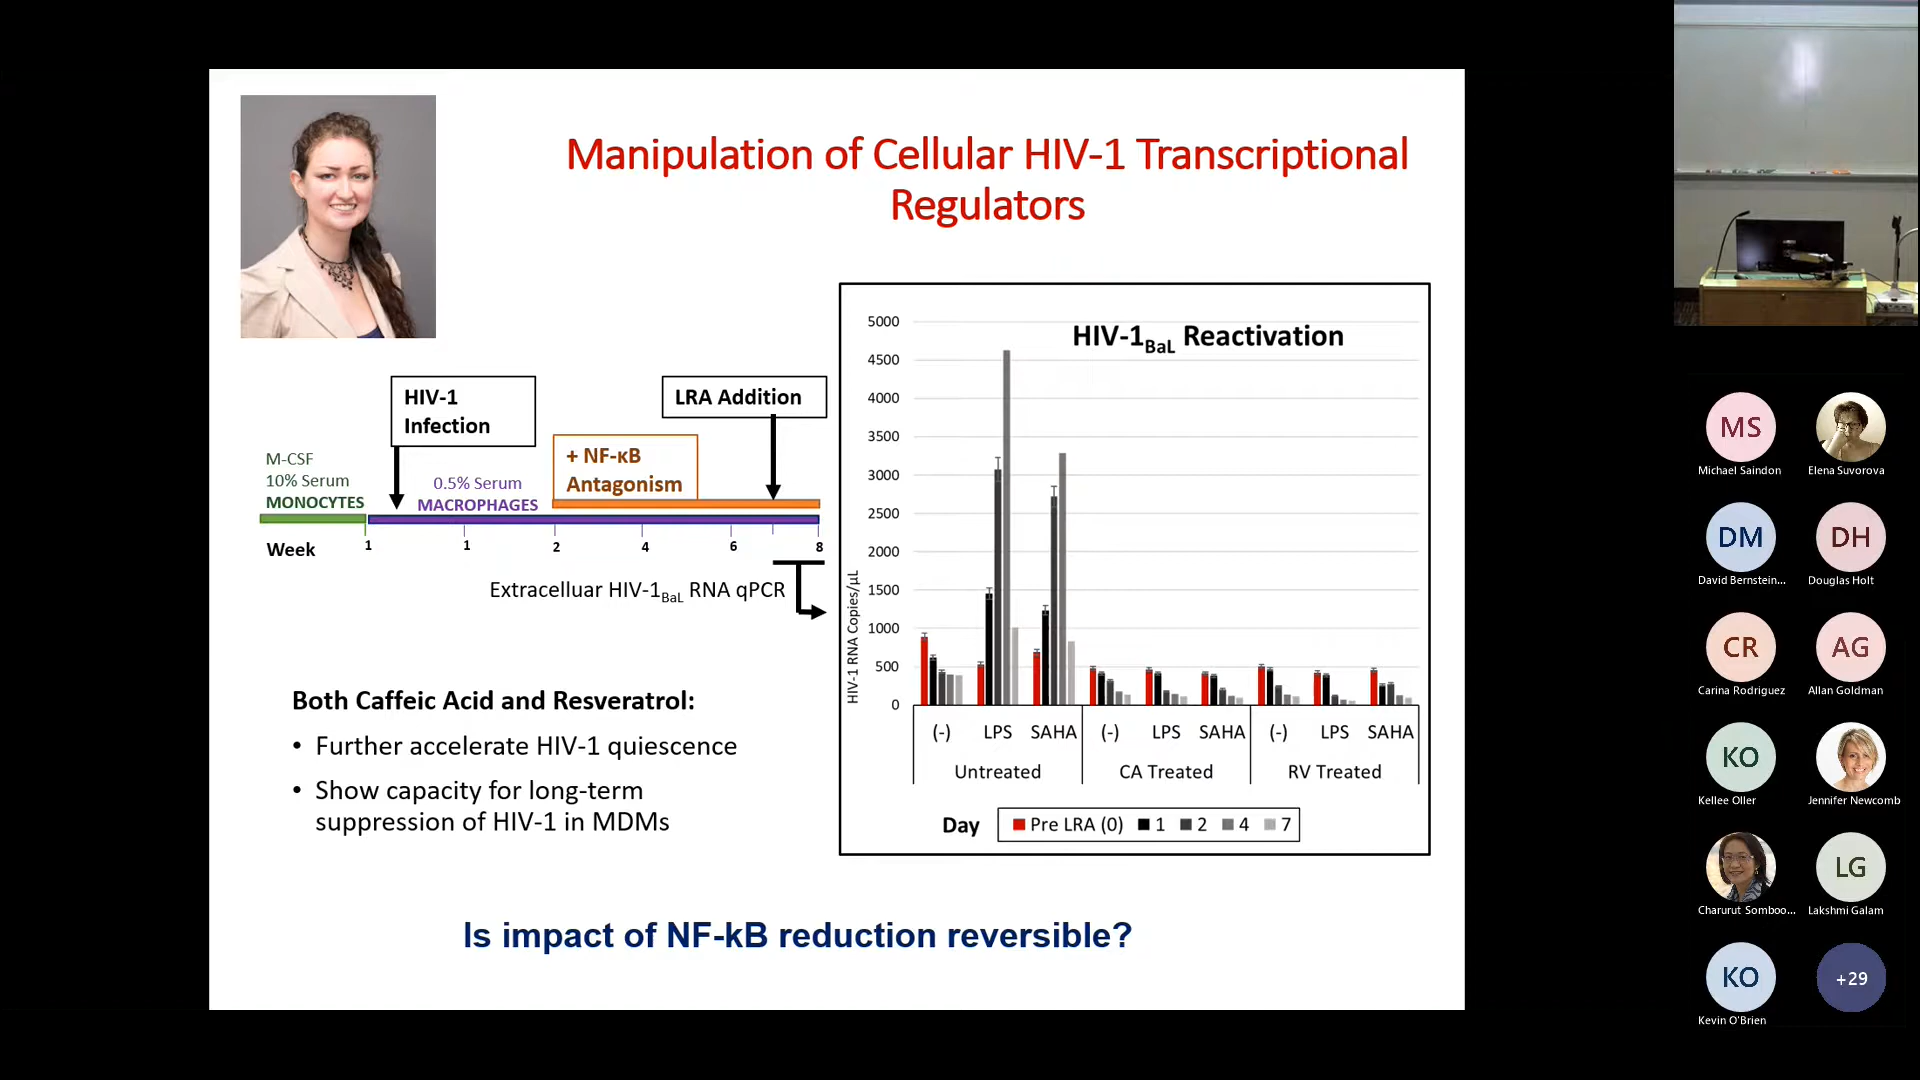 Manipulation of Cellular HIV-1 Transcriptional
Regulators
HIV-1
Infection
LRA Addition
+ NF-κB
Antagonism
M-CSF
10% Serum
MONOCYTES
0.5% Serum
MACROPHAGES
Week
1
1
2
4
6
8
Extracelluar HIV-1BaL RNA qPCR
Both Caffeic Acid and Resveratrol:
• Further accelerate HIV-1 quiescence
• Show capacity for long-term
suppression of HIV-1 in MDMs
HIV-1BaL Reactivation
HIV-1 RNA Copies/µL
5000
4500
4000
3500
3000
2500
2000
1500
1000
500
0
(-) LPS SAHA (-) LPS SAHA (-) LPS SAHA
Untreated CA Treated RV Treated
Day Pre LRA (0) 1 2 4 7
Is impact of NF-kB reduction reversible?
MS
Michael Saindon
Elena Suvorova
DM
David Bernstein...
DH
Douglas Holt
CR
Carina Rodriguez
AG
Allan Goldman
KO
Kellee Oller
Jennifer Newcomb
Charurut Somboo...
LG
Lakshmi Galam
KO
Kevin O'Brien
+29